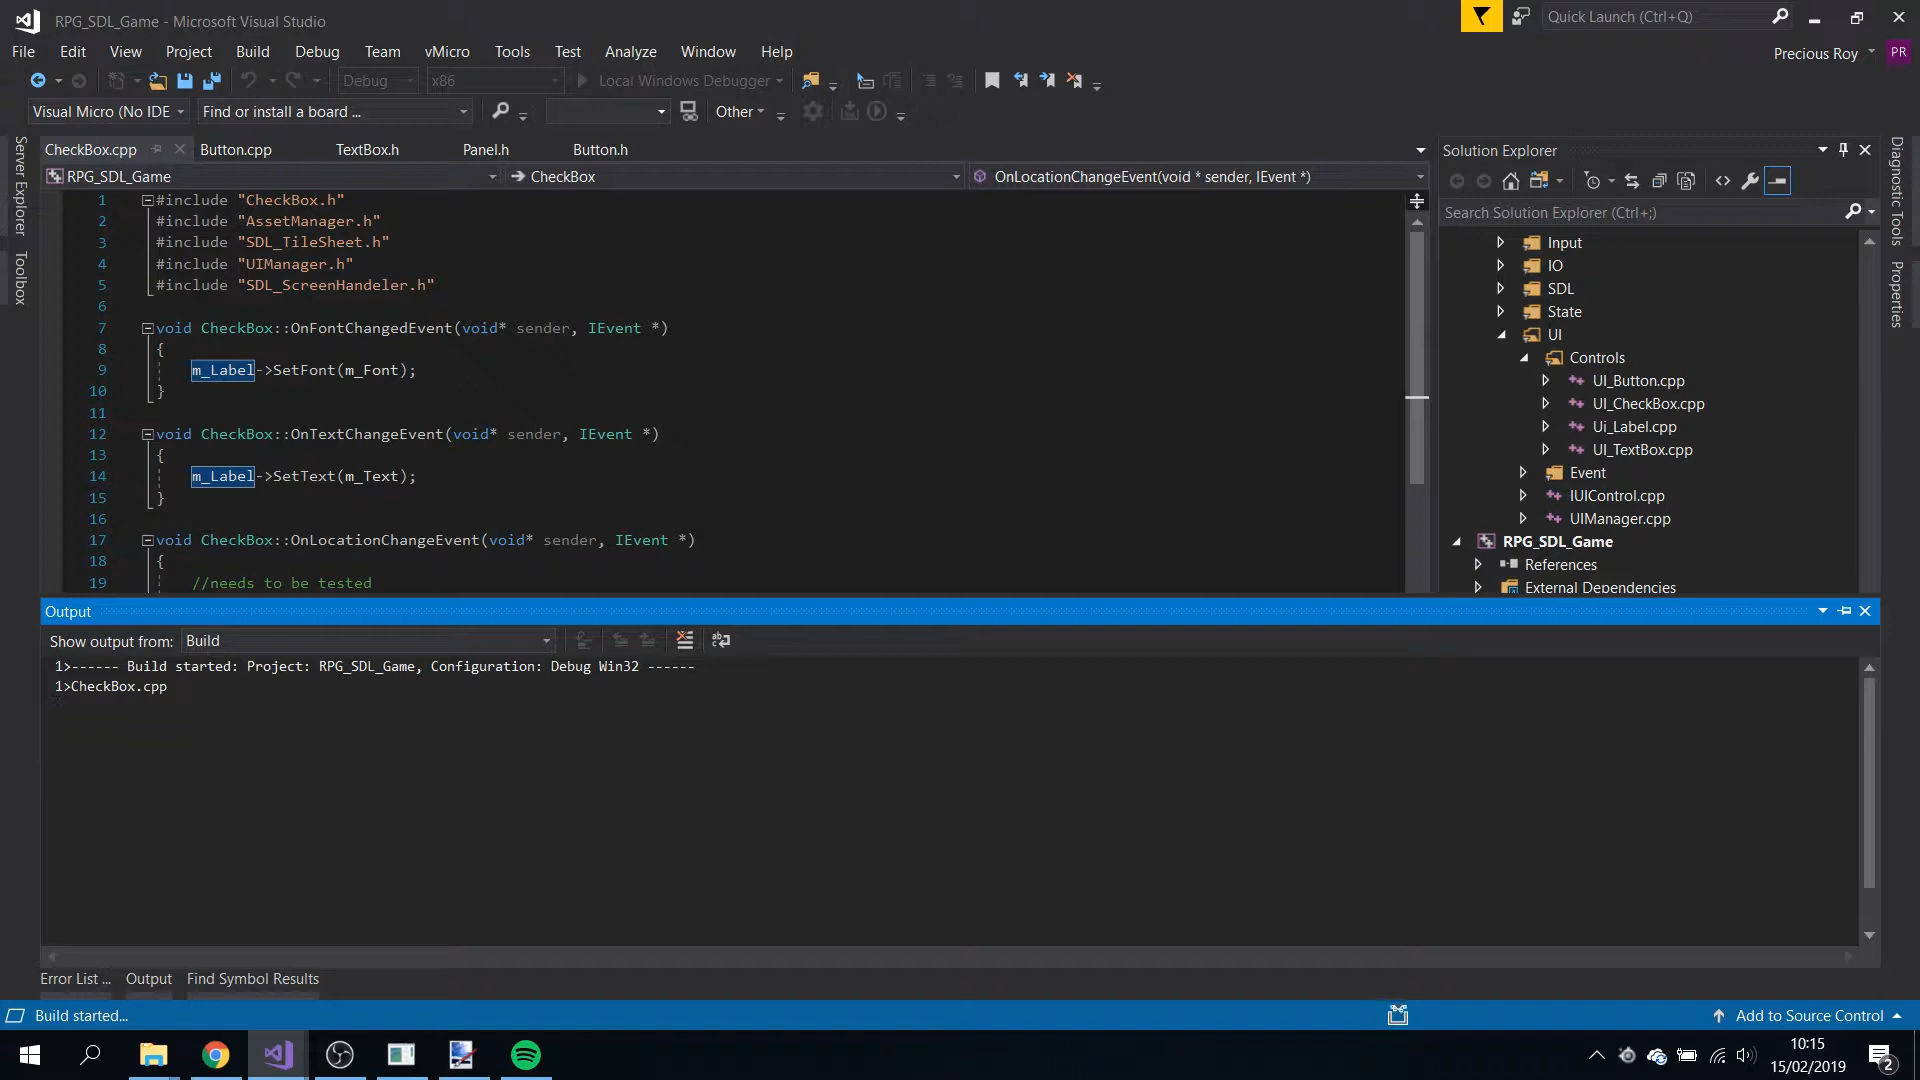 RPG_SDL_Game - Microsoft Visual Studio
Quick Launch (Ctrl+Q)
File Edit View Project Build Debug Team vMicro Tools Test Analyze Window Help
Precious Roy PR
Debug x86 Local Windows Debugger
Visual Micro (No IDE Find or install a board ... Other
CheckBox.cpp Button.cpp TextBox.h Panel.h Button.h
RPG_SDL_Game CheckBox OnLocationChangeEvent(void * sender, IEvent *)
Server Explorer
Toolbox
1 #include "CheckBox.h"
2 #include "AssetManager.h"
3 #include "SDL_TileSheet.h"
4 #include "UIManager.h"
5 #include "SDL_ScreenHandeler.h"
6
7 void CheckBox::OnFontChangedEvent(void* sender, IEvent *)
8 {
9 m_Label->SetFont(m_Font);
10 }
11
12 void CheckBox::OnTextChangeEvent(void* sender, IEvent *)
13 {
14 m_Label->SetText(m_Text);
15 }
16
17 void CheckBox::OnLocationChangeEvent(void* sender, IEvent *)
18 {
19 //needs to be tested
Solution Explorer
Search Solution Explorer (Ctrl+;)
Input
IO
SDL
State
UI
Controls
UI_Button.cpp
UI_CheckBox.cpp
Ui_Label.cpp
UI_TextBox.cpp
Event
IUIControl.cpp
UIManager.cpp
RPG_SDL_Game
References
External Dependencies
Diagnostic Tools
Properties
Output
Show output from: Build
1>------ Build started: Project: RPG_SDL_Game, Configuration: Debug Win32 ------
1>CheckBox.cpp
Error List ... Output Find Symbol Results
Build started... Add to Source Control
10:15
15/02/2019
2